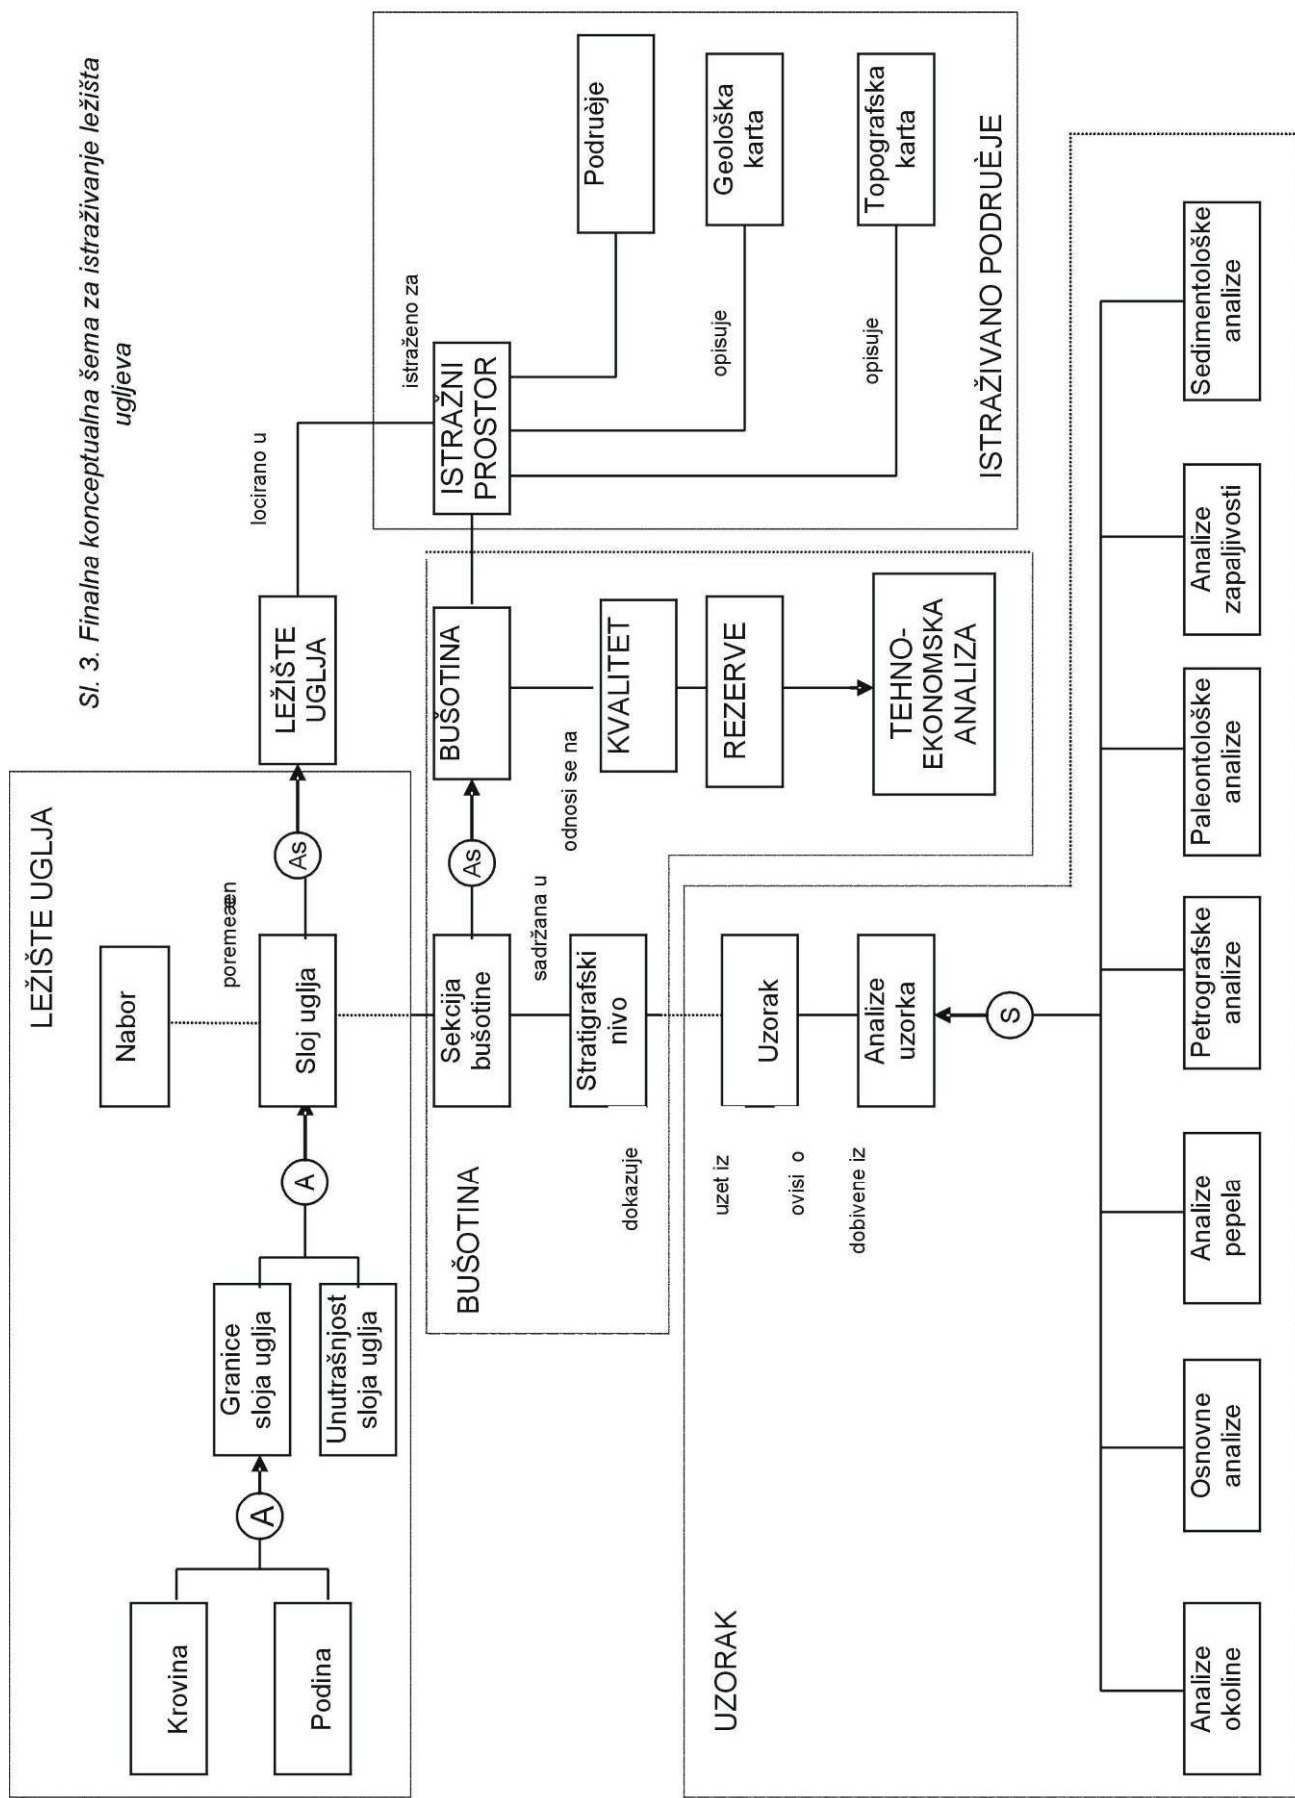 Sl. 3. Finalna konceptualna šema za istraživanje ležišta
ugljeva
LEŽIŠTE UGLJA
Nabor
poremeæen
Krovina
Podina
A
Granice
sloja uglja
Unutrašnjost
sloja uglja
A
Sloj uglja
As
LEŽIŠTE
UGLJA
locirano u
BUŠOTINA
Sekcija
bušotine
As
BUŠOTINA
sadržana u
Stratigrafski
nivo
dokazuje
odnosi se na
KVALITET
REZERVE
TEHNO-
EKONOMSKA
ANALIZA
ISTRAŽNI
PROSTOR
istraženo za
Podruèje
opisuje
Geološka
karta
opisuje
Topografska
karta
ISTRAŽIVANO PODRUÈJE
UZORAK
uzet iz
Uzorak
ovisi o
dobivene iz
Analize
uzorka
S
Analize
okoline
Osnovne
analize
Analize
pepela
Petrografske
analize
Paleontološke
analize
Analize
zapaljivosti
Sedimentološke
analize